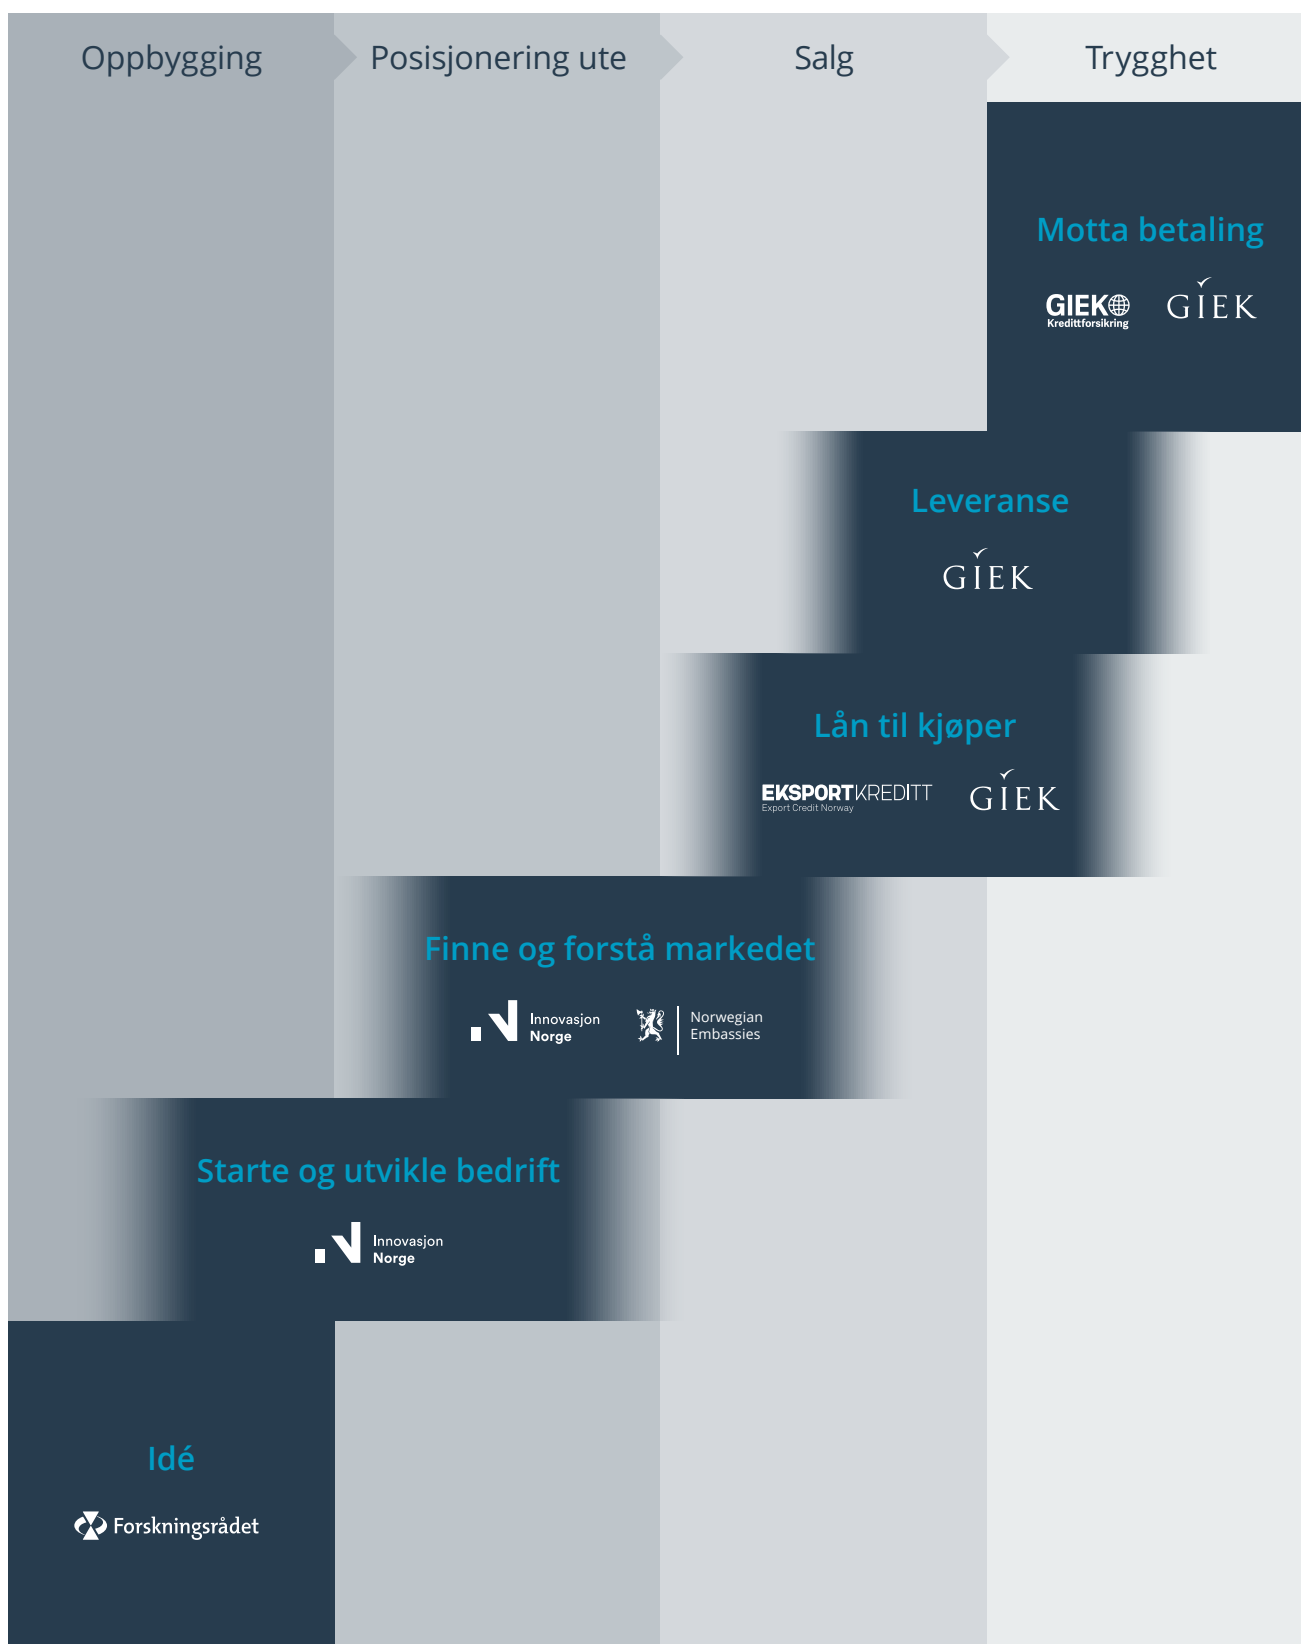 Oppbygging
Posisjonering ute
Salg
Trygghet
Motta betaling
GIEK
Kredittforsikring
GIEK
Leveranse
GIEK
Lån til kjøper
EKSPORTKREDITT
Export Credit Norway
GIEK
Finne og forstå markedet
Innovasjon
Norge
Norwegian
Embassies
Starte og utvikle bedrift
Innovasjon
Norge
Idé
Forskningsrådet